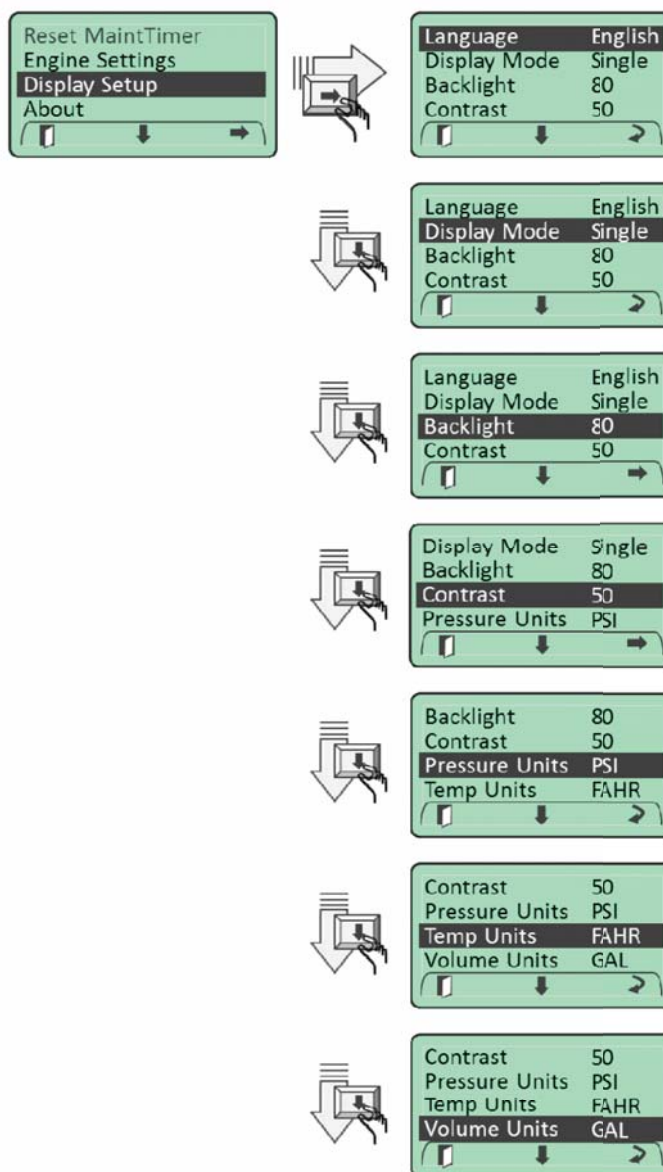 Reset MaintTimer
Engine Settings
Display Setup
About
Language English
Display Mode Single
Backlight 80
Contrast 50
Language English
Display Mode Single
Backlight 80
Contrast 50
Language English
Display Mode Single
Backlight 80
Contrast 50
Display Mode Single
Backlight 80
Contrast 50
Pressure Units PSI
Backlight 80
Contrast 50
Pressure Units PSI
Temp Units FAHR
Contrast 50
Pressure Units PSI
Temp Units FAHR
Volume Units GAL
Contrast 50
Pressure Units PSI
Temp Units FAHR
Volume Units GAL